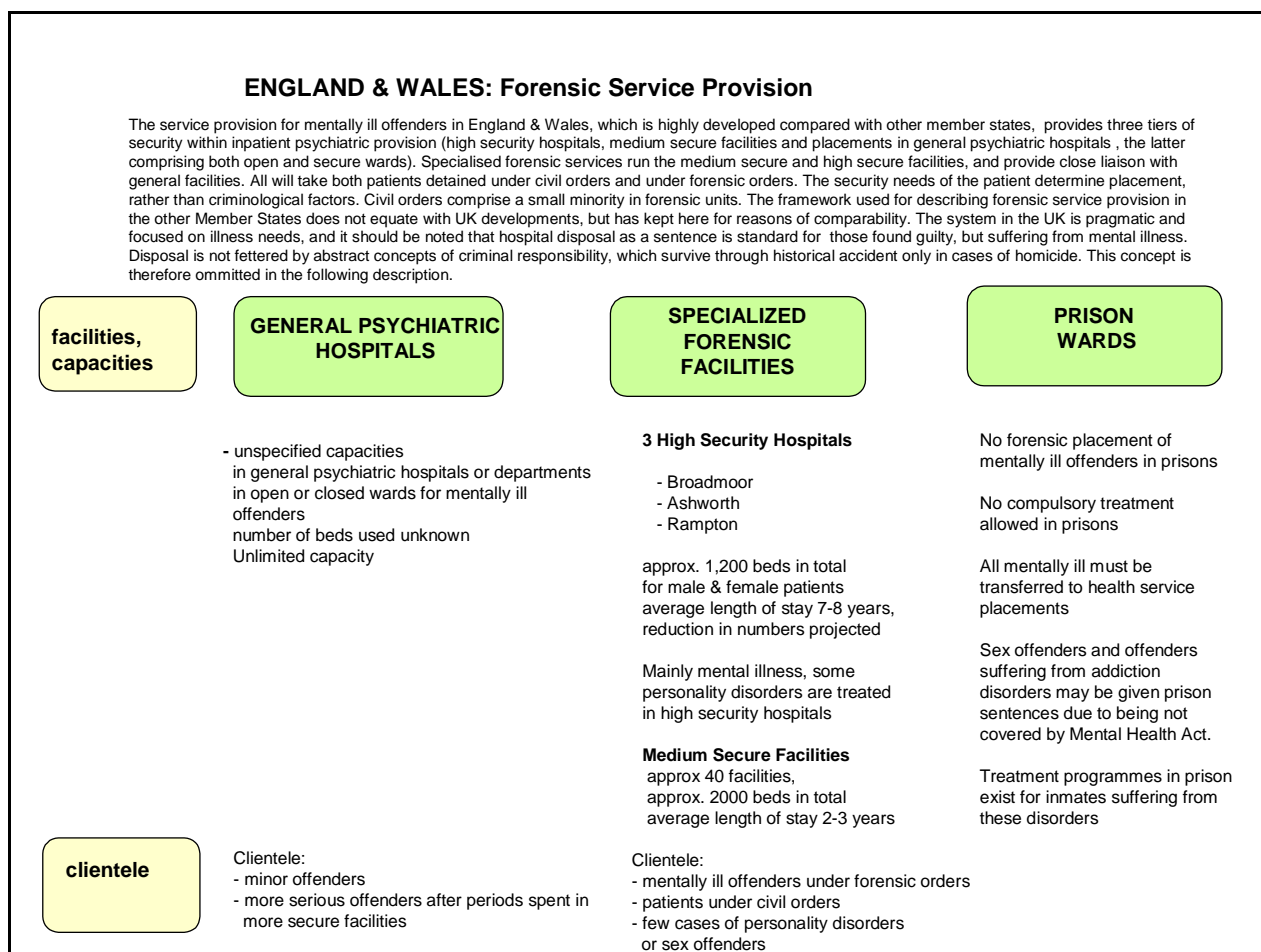 ENGLAND & WALES: Forensic Service Provision
The service provision for mentally ill offenders in England & Wales, which is highly developed compared with other member states, provides three tiers of
security within inpatient psychiatric provision (high security hospitals, medium secure facilities and placements in general psychiatric hospitals , the latter
comprising both open and secure wards). Specialised forensic services run the medium secure and high secure facilities, and provide close liaison with
general facilities. All will take both patients detained under civil orders and under forensic orders. The security needs of the patient determine placement,
rather than criminological factors. Civil orders comprise a small minority in forensic units. The framework used for describing forensic service provision in
the other Member States does not equate with UK developments, but has kept here for reasons of comparability. The system in the UK is pragmatic and
focused on illness needs, and it should be noted that hospital disposal as a sentence is standard for those found guilty, but suffering from mental illness.
Disposal is not fettered by abstract concepts of criminal responsibility, which survive through historical accident only in cases of homicide. This concept is
therefore ommitted in the following description.
facilities,
capacities
GENERAL PSYCHIATRIC
HOSPITALS
SPECIALIZED
FORENSIC
FACILITIES
PRISON
WARDS
- unspecified capacities
in general psychiatric hospitals or departments
in open or closed wards for mentally ill
offenders
number of beds used unknown
Unlimited capacity
3 High Security Hospitals
- Broadmoor
- Ashworth
- Rampton
approx. 1,200 beds in total
for male & female patients
average length of stay 7-8 years,
reduction in numbers projected
Mainly mental illness, some
personality disorders are treated
in high security hospitals
Medium Secure Facilities
approx 40 facilities,
approx. 2000 beds in total
average length of stay 2-3 years
No forensic placement of
mentally ill offenders in prisons
No compulsory treatment
allowed in prisons
All mentally ill must be
transferred to health service
placements
Sex offenders and offenders
suffering from addiction
disorders may be given prison
sentences due to being not
covered by Mental Health Act.
Treatment programmes in prison
exist for inmates suffering from
these disorders
clientele
Clientele:
- minor offenders
- more serious offenders after periods spent in
more secure facilities
Clientele:
- mentally ill offenders under forensic orders
- patients under civil orders
- few cases of personality disorders
or sex offenders